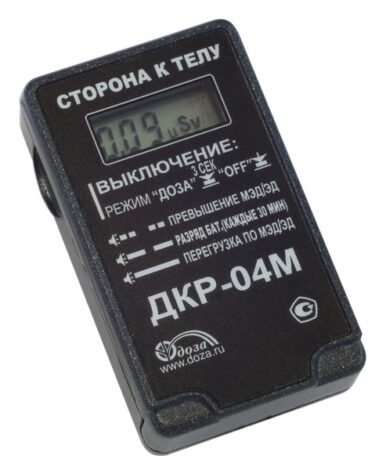 СТОРОНА К ТЕЛУ
0.09 μSv
ВЫКЛЮЧЕНИЕ:
РЕЖИМ "ДОЗА" 3 СЕК "OFF"
ПРЕВЫШЕНИЕ МЭД/ЭД
РАЗРЯД БАТ.(КАЖДЫЕ 30 МИН)
ПЕРЕГРУЗКА ПО МЭД/ЭД
ДКР-04М
доза
www.doza.ru